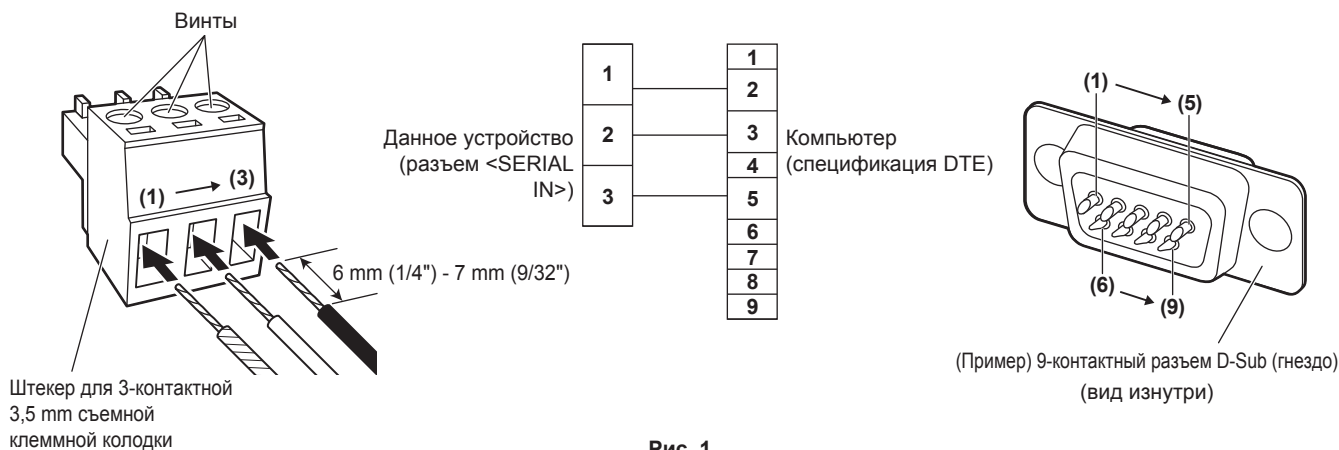 Винты
(1)
(3)
6 mm (1/4") - 7 mm (9/32")
Штекер для 3-контактной
3,5 mm съемной
клеммной колодки
Данное устройство
(разъем <SERIAL
IN>)
1
2
3
1
2
3
4
5
6
7
8
9
Компьютер
(спецификация DTE)
(1)
(5)
(6)
(9)
(Пример) 9-контактный разъем D-Sub (гнездо)
(вид изнутри)
Рис. 1